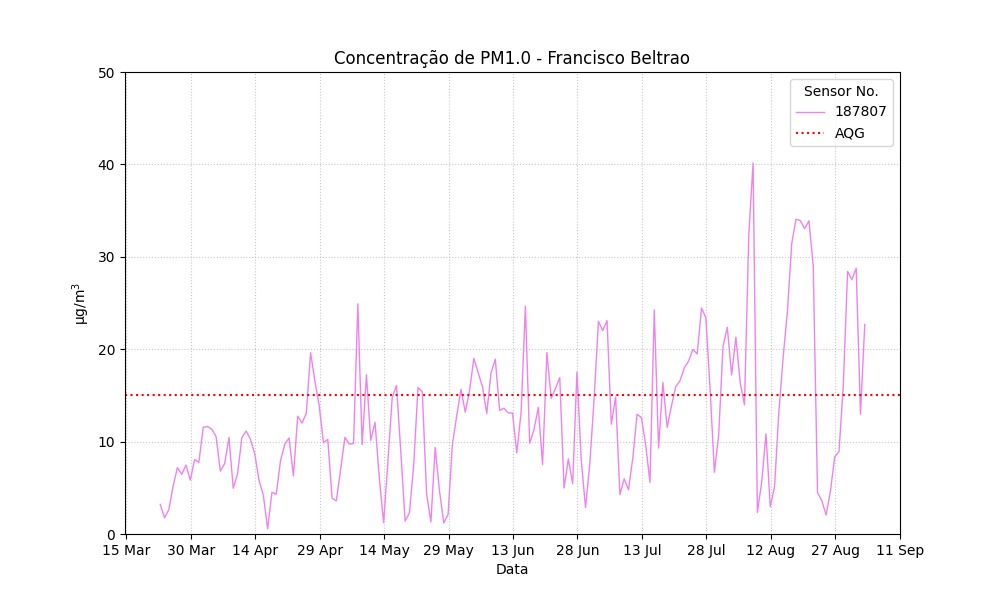 Concentração de PM1.0 - Francisco Beltrao
Sensor No.
187807
AQG
50
40
30
20
10
0
µg/m³
15 Mar 30 Mar 14 Apr 29 Apr 14 May 29 May 13 Jun 28 Jun 13 Jul 28 Jul 12 Aug 27 Aug 11 Sep
Data